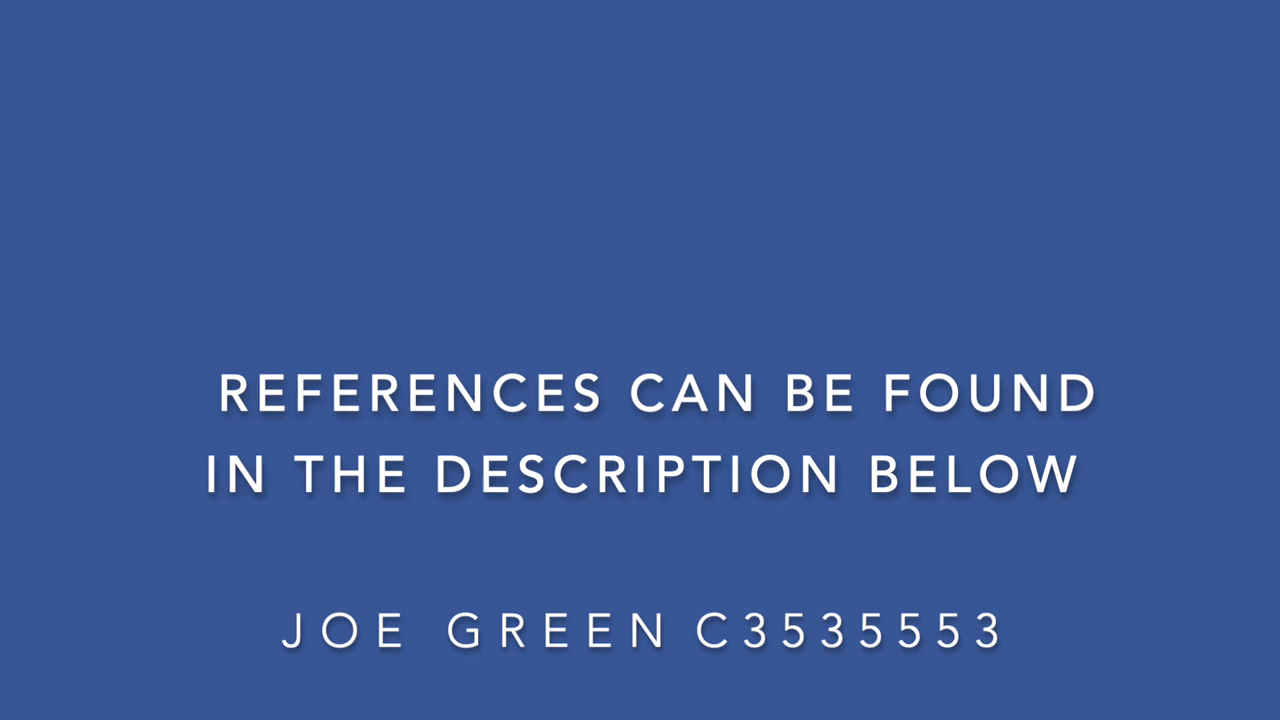 REFERENCES CAN BE FOUND
IN THE DESCRIPTION BELOW
JOE GREEN C3535553